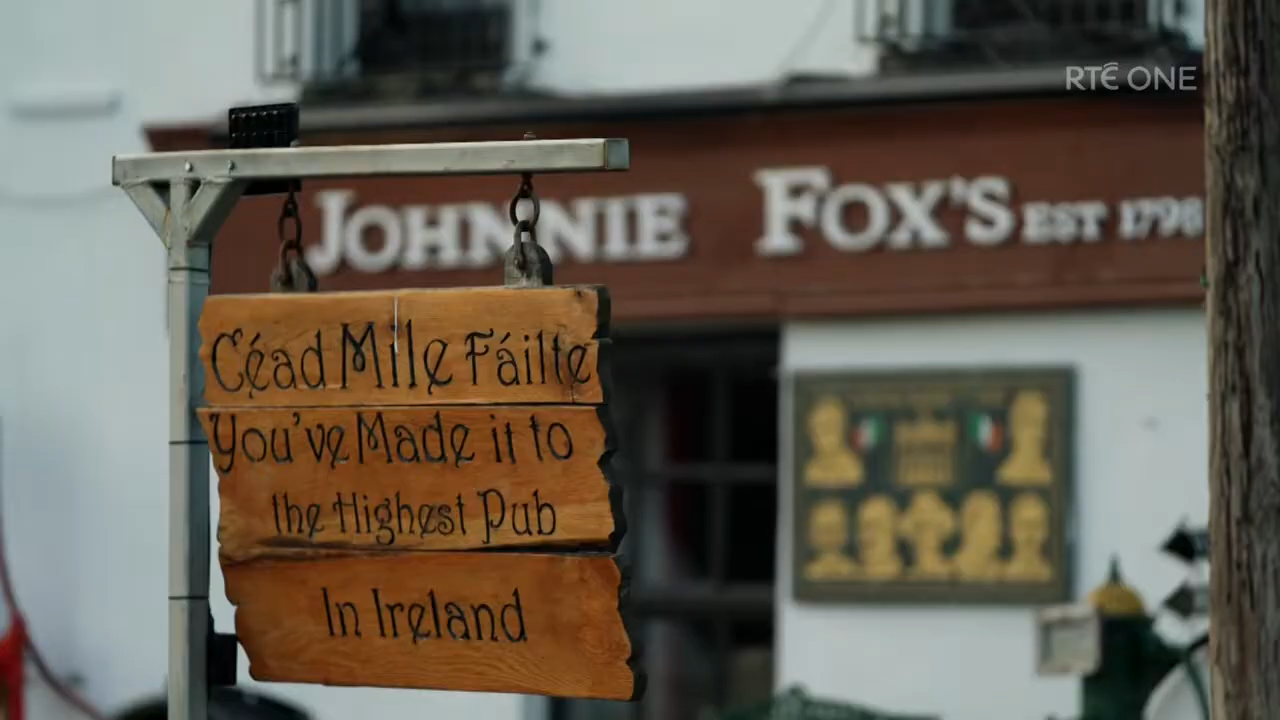 RTÉ ONE
JOHNNIE FOX'S EST 1798
Céad Míle Fáilte
You've Made it to
the Highest Pub
In Ireland